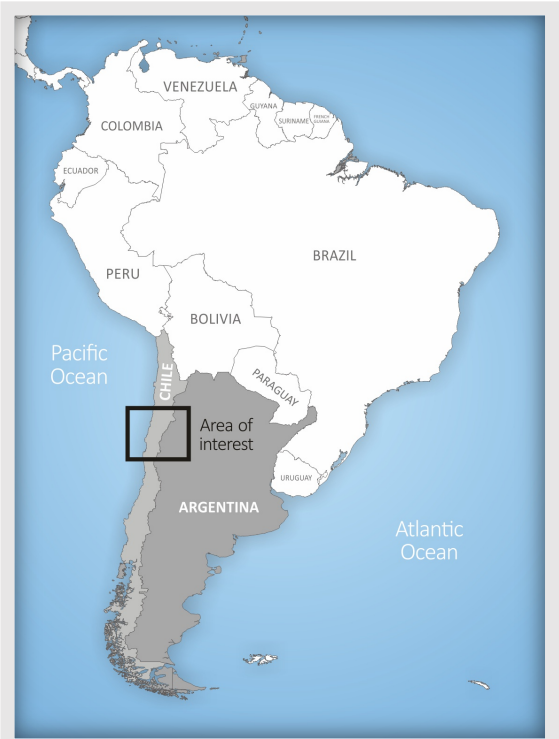 VENEZUELA
GUYANA
SURINAME
FRENCH
GUIANA
COLOMBIA
ECUADOR
BRAZIL
PERU
BOLIVIA
Pacific
Ocean
CHILE
PARAGUAY
Area of
interest
URUGUAY
ARGENTINA
Atlantic
Ocean